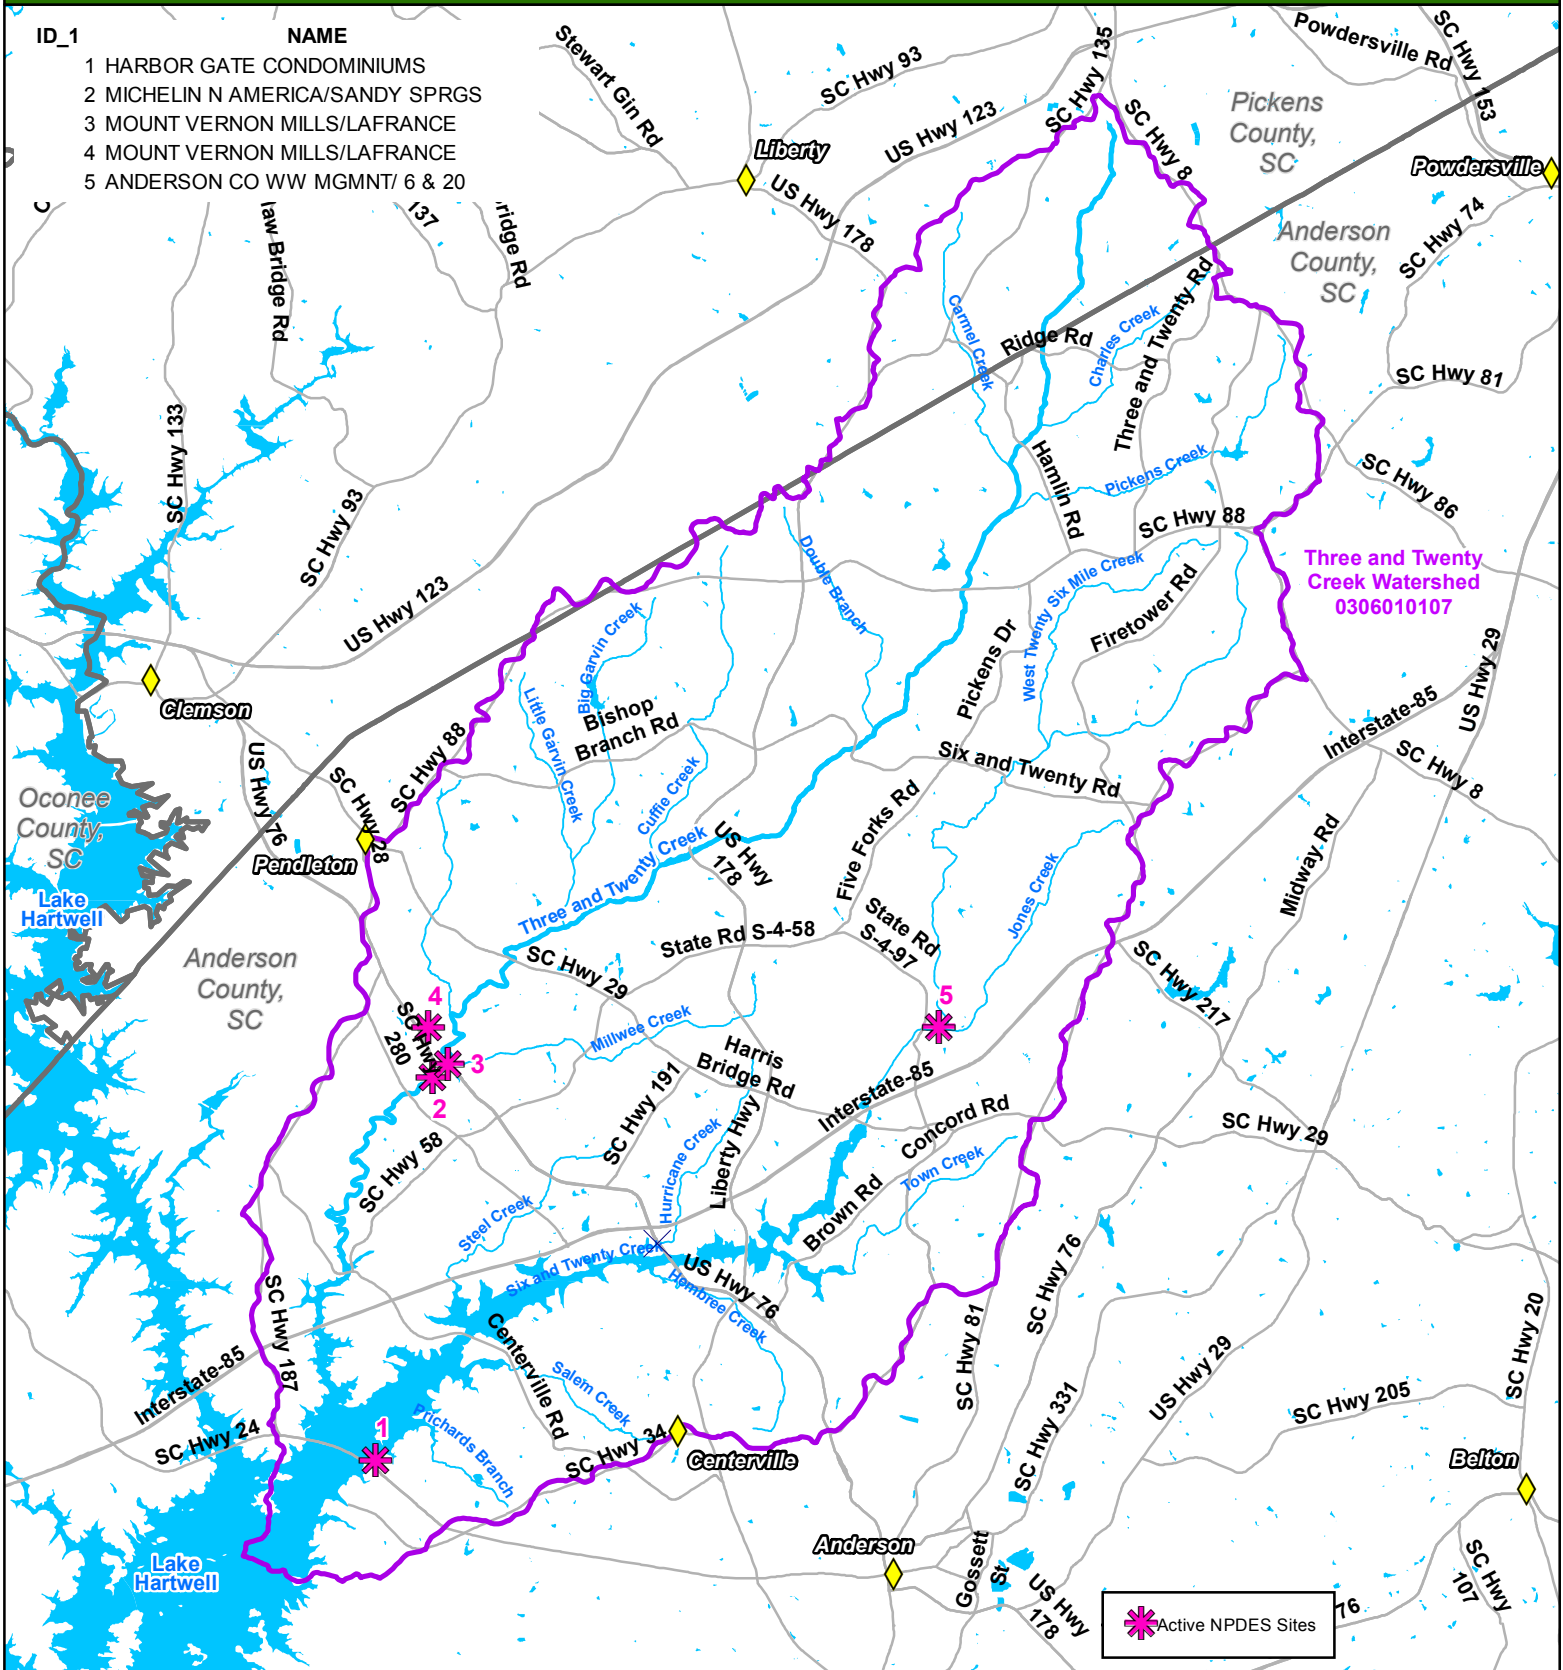 ID_1 NAME
1 HARBOR GATE CONDOMINIUMS
2 MICHELIN N AMERICA/SANDY SPRGS
3 MOUNT VERNON MILLS/LAFRANCE
4 MOUNT VERNON MILLS/LAFRANCE
5 ANDERSON CO WW MGMNT/ 6 & 20
Stewart Gin Rd
SC Hwy 93
US Hwy 123
SC Hwy 135
SC Hwy 8
Powdersville Rd
SC Hwy 153
Pickens
County,
SC
Liberty
Powdersville
US Hwy 178
137
law Bridge Rd
ridge Rd
Anderson
County,
SC
SC Hwy 74
Carmel Creek
Ridge Rd
Charles Creek
Three and Twenty Rd
SC Hwy 81
SC Hwy 133
SC Hwy 93
Hamlin Rd
Pickens Creek
SC Hwy 86
SC Hwy 88
Double Branch
West Twenty Six Mile Creek
Firetower Rd
Three and Twenty
Creek Watershed
0306010107
US Hwy 123
Big Garvin Creek
Pickens Dr
US Hwy 29
Clemson
Little Garvin Creek
Bishop
Branch Rd
Interstate-85
SC Hwy 8
US Hwy 76
SC Hwy
28
SC Hwy 88
Six and Twenty Rd
Cuffie Creek
Oconee
County,
SC
Pendleton
US Hwy
178
Five Forks Rd
Midway Rd
Lake
Hartwell
Three and Twenty Creek
Jones Creek
State Rd
S-4-97
State Rd S-4-58
Anderson
County,
SC
SC Hwy 29
SC Hwy 217
4
5
SC Hwy
280
Millwee Creek
3
2
Harris
Bridge Rd
Interstate-85
SC Hwy 191
Concord Rd
SC Hwy 29
SC Hwy 58
Hurricane Creek
Liberty Hwy
Town Creek
Brown Rd
Steel Creek
Six and Twenty Creek
US Hwy 76
Hembree Creek
SC Hwy 76
SC Hwy 187
Centerville Rd
SC Hwy 81
SC Hwy 20
Interstate-85
US Hwy 29
Salem Creek
SC Hwy 331
SC Hwy 205
1
Prichards Branch
SC Hwy 24
SC Hwy 34
Centerville
Belton
Anderson
Lake
Hartwell
Gossett
St
US Hwy
178
SC Hwy
107
76
Active NPDES Sites